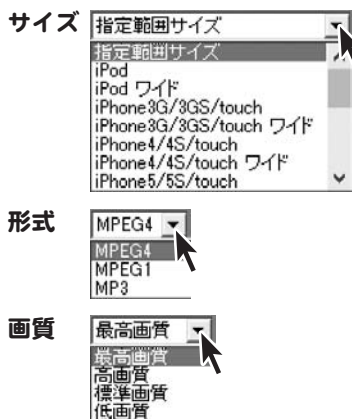 サイズ 指定範囲サイズ
指定範囲サイズ
iPod
iPod ワイド
iPhone3G/3GS/touch
iPhone3G/3GS/touch ワイド
iPhone4/4S/touch
iPhone4/4S/touch ワイド
iPhone5/5S/touch
形式 MPEG4
MPEG4
MPEG1
MP3
画質 最高画質
最高画質
高画質
標準画質
低画質